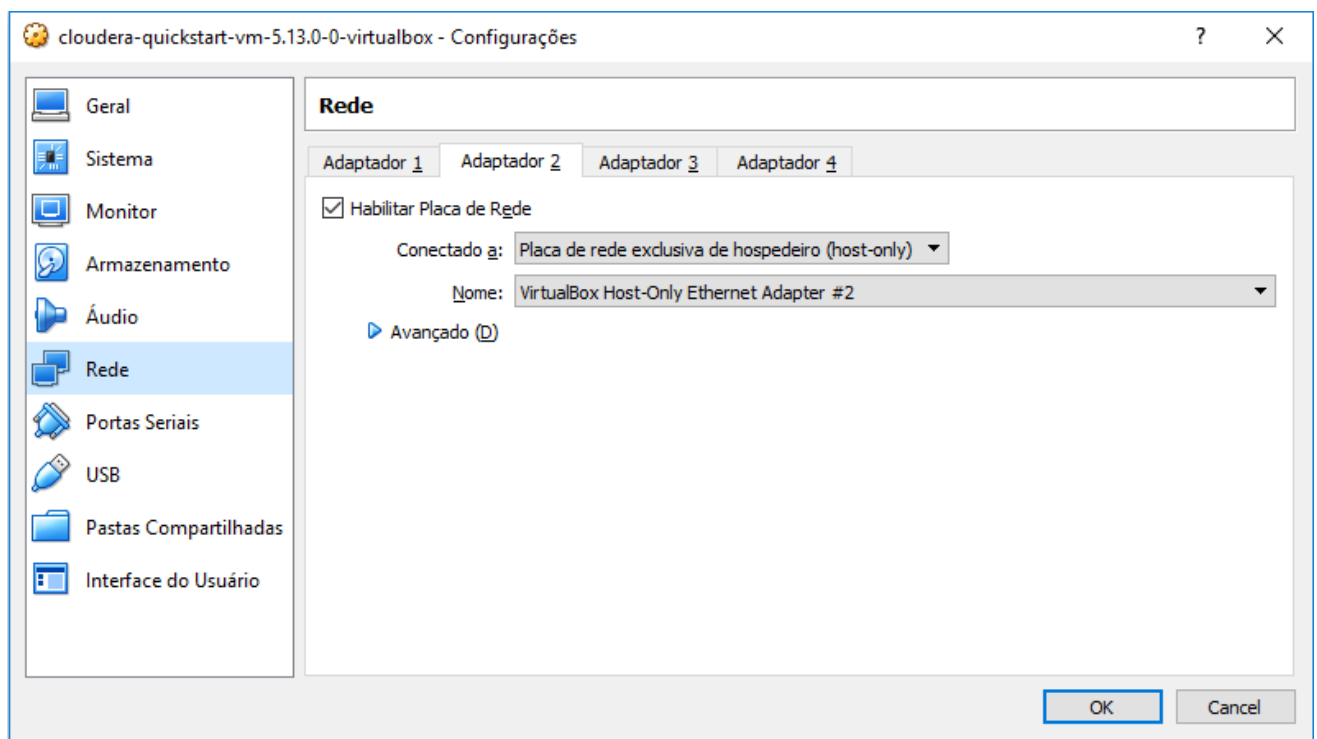 cloudera-quickstart-vm-5.13.0-0-virtualbox - Configurações
?
Geral
Sistema
Monitor
Armazenamento
Áudio
Rede
Portas Seriais
USB
Pastas Compartilhadas
Interface do Usuário
Rede
Adaptador 1 Adaptador 2 Adaptador 3 Adaptador 4
Habilitar Placa de Rede
Conectado a: Placa de rede exclusiva de hospedeiro (host-only)
Nome: VirtualBox Host-Only Ethernet Adapter #2
Avançado (D)
OK Cancel